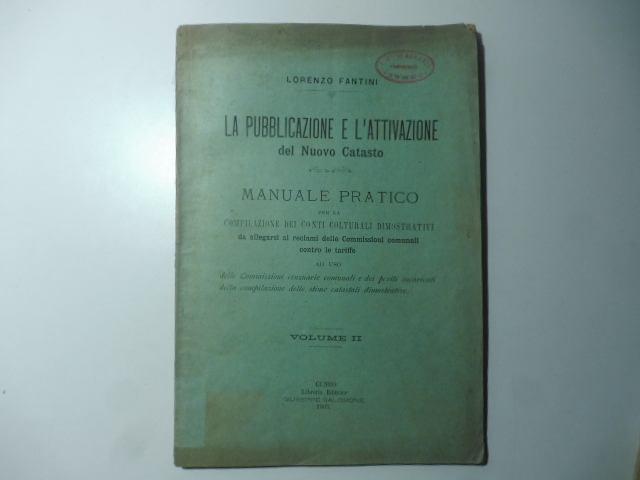 LORENZO FANTINI
LA PUBBLICAZIONE E L'ATTIVAZIONE
del Nuovo Catasto
MANUALE PRATICO
PER LA
COMPILAZIONE DEI CONTI COLTURALI DIMOSTRATIVI
da allegarsi ai reclami delle Commissioni comunali
contro le tariffe
AD USO
delle Commissioni censuarie comunali e dei periti incaricati
della compilazione delle stime catastali dimostrative.
VOLUME II
CUNEO
Libreria Editrice
GIUSEPPE SALOMONE